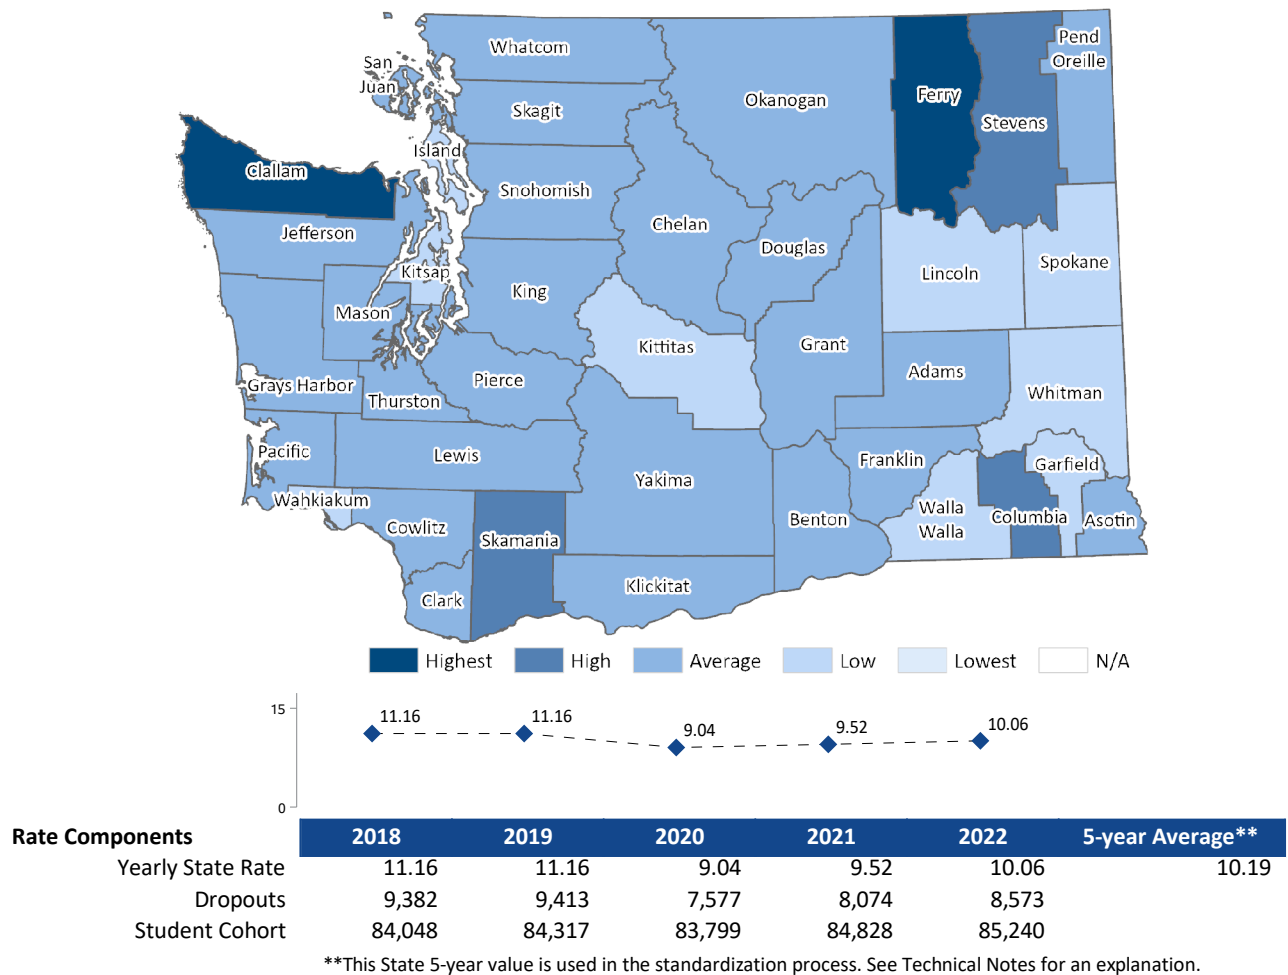 Whatcom
Pend
Oreille
San
Juan
Okanogan
Ferry
Skagit
Stevens
Island
Clallam
Snohomish
Chelan
Jefferson
Douglas
Kitsap
Lincoln
Spokane
King
Mason
Kittitas
Grant
Adams
Pierce
Grays Harbor
Whitman
Thurston
Pacific
Lewis
Franklin
Garfield
Yakima
Wahkiakum
Walla
Walla
Cowlitz
Benton
Columbia
Asotin
Skamania
Klickitat
Clark
Highest High Average Low Lowest N/A
15
11.16 11.16 9.04 9.52 10.06
0
Rate Components 2018 2019 2020 2021 2022 5-year Average**
Yearly State Rate 11.16 11.16 9.04 9.52 10.06 10.19
Dropouts 9,382 9,413 7,577 8,074 8,573
Student Cohort 84,048 84,317 83,799 84,828 85,240
**This State 5-year value is used in the standardization process. See Technical Notes for an explanation.